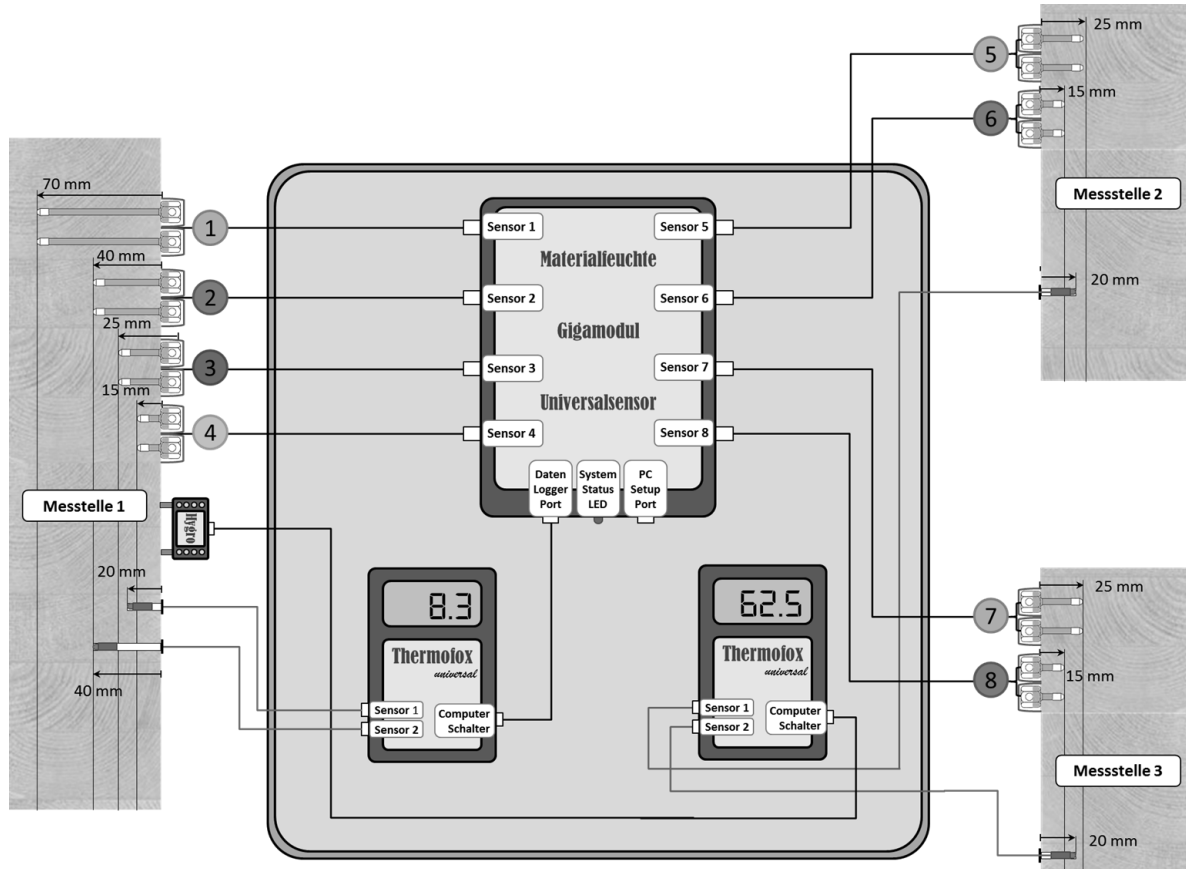 70 mm
1
40 mm
2
25 mm
3
15 mm
4
Messtelle 1
Hygro
20 mm
40 mm
Sensor 1
Sensor 2
Sensor 3
Sensor 4
Materialfeuchte
Gigamodul
Universalsensor
Sensor 5
Sensor 6
Sensor 7
Sensor 8
Daten
Logger
Port
System
Status
LED
PC
Setup
Port
8.3
Thermofox
universal
Sensor 1
Sensor 2
Computer
Schalter
62.5
Thermofox
universal
Sensor 1
Sensor 2
Computer
Schalter
5
25 mm
6
15 mm
Messstelle 2
20 mm
7
25 mm
8
15 mm
Messstelle 3
20 mm